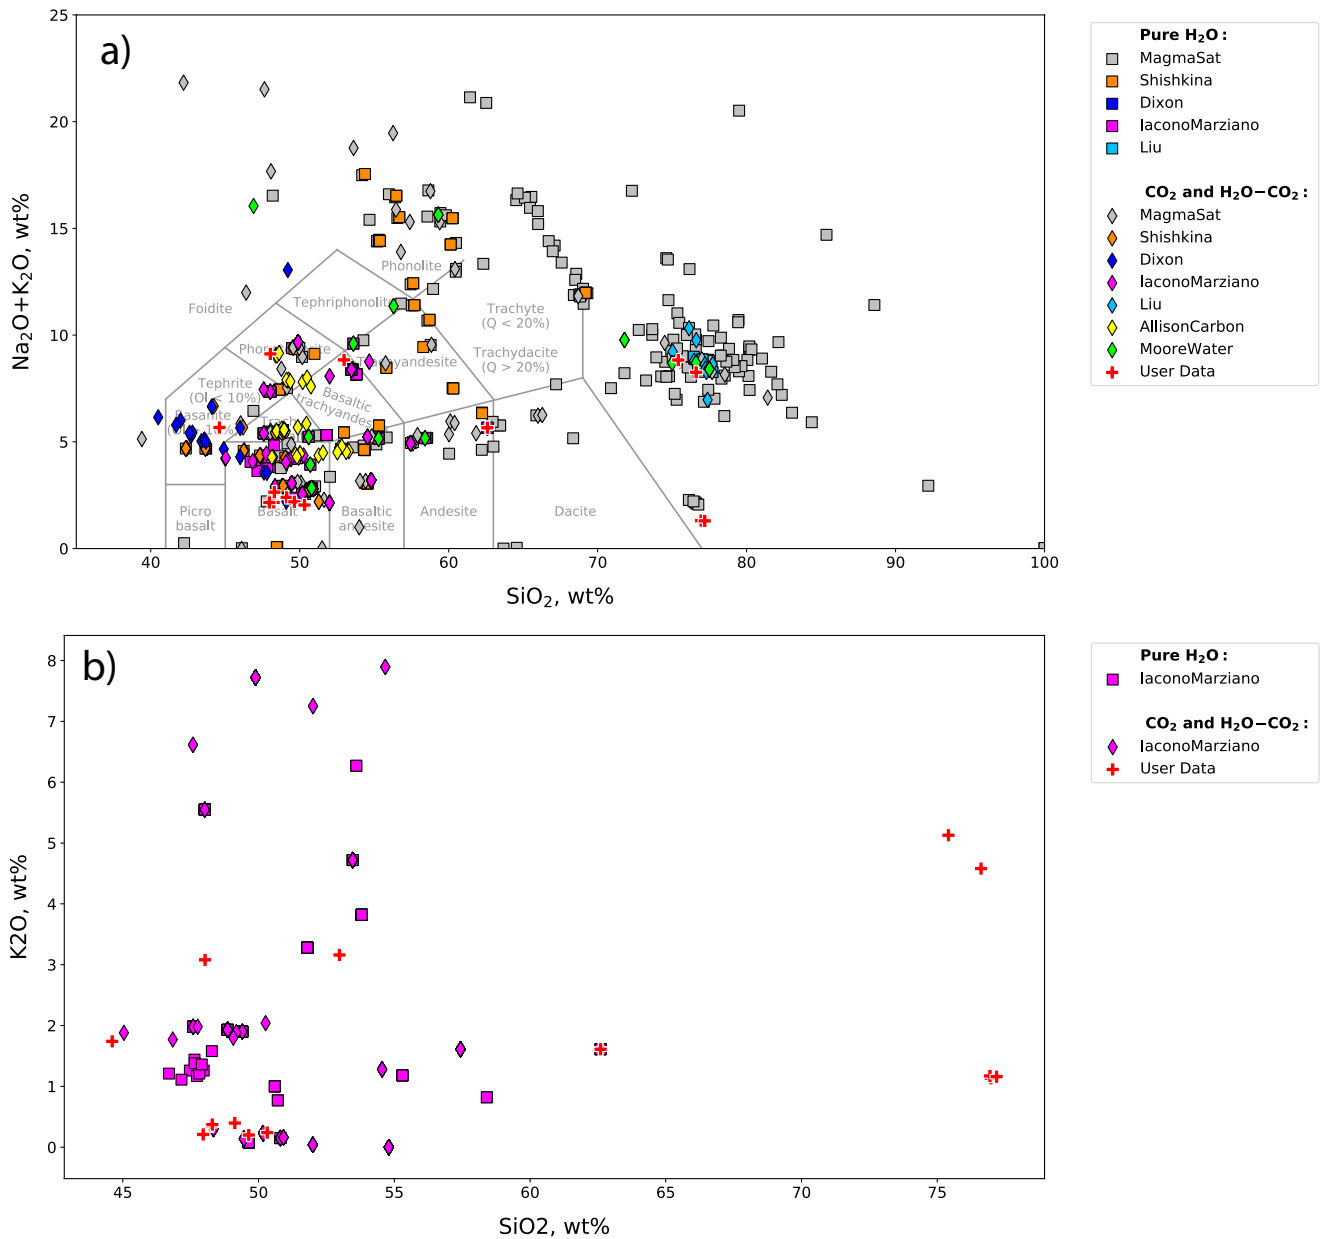 a)
25
20
15
10
5
0
40
50
60
70
80
90
100
Na₂O+K₂O, wt%
SiO₂, wt%
Phonolite
Tephriphonolite
Foidite
Trachyte
(Q < 20%)
Trachydacite
(Q > 20%)
Tephrite
(Ol < 10%)
Basanite
Basaltic
Picro
basalt
Basalt
Basaltic
andesite
Andesite
Dacite
Pure H₂O :
MagmaSat
Shishkina
Dixon
IaconoMarziano
Liu
CO₂ and H₂O−CO₂ :
MagmaSat
Shishkina
Dixon
IaconoMarziano
Liu
AllisonCarbon
MooreWater
User Data
b)
8
7
6
5
4
3
2
1
0
45
50
55
60
65
70
75
K2O, wt%
SiO2, wt%
Pure H₂O :
IaconoMarziano
CO₂ and H₂O−CO₂ :
IaconoMarziano
User Data